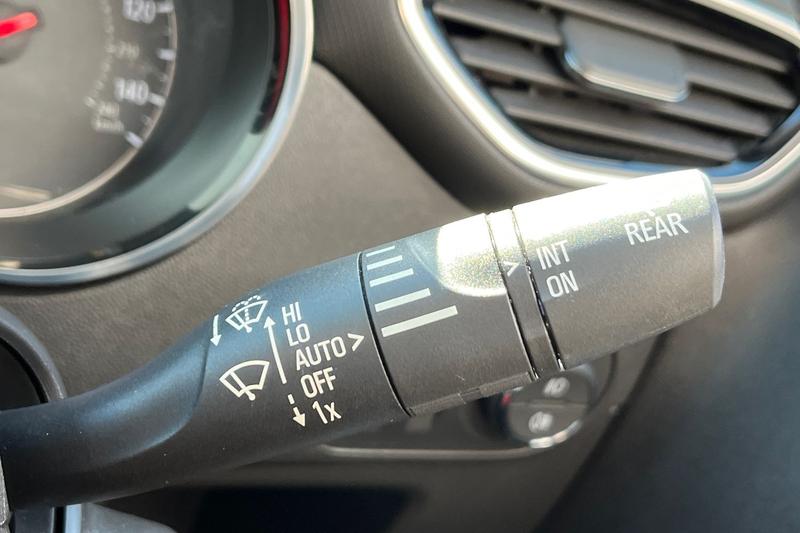 120
140
REAR
INT
ON
HI
LO
AUTO >
OFF
1x